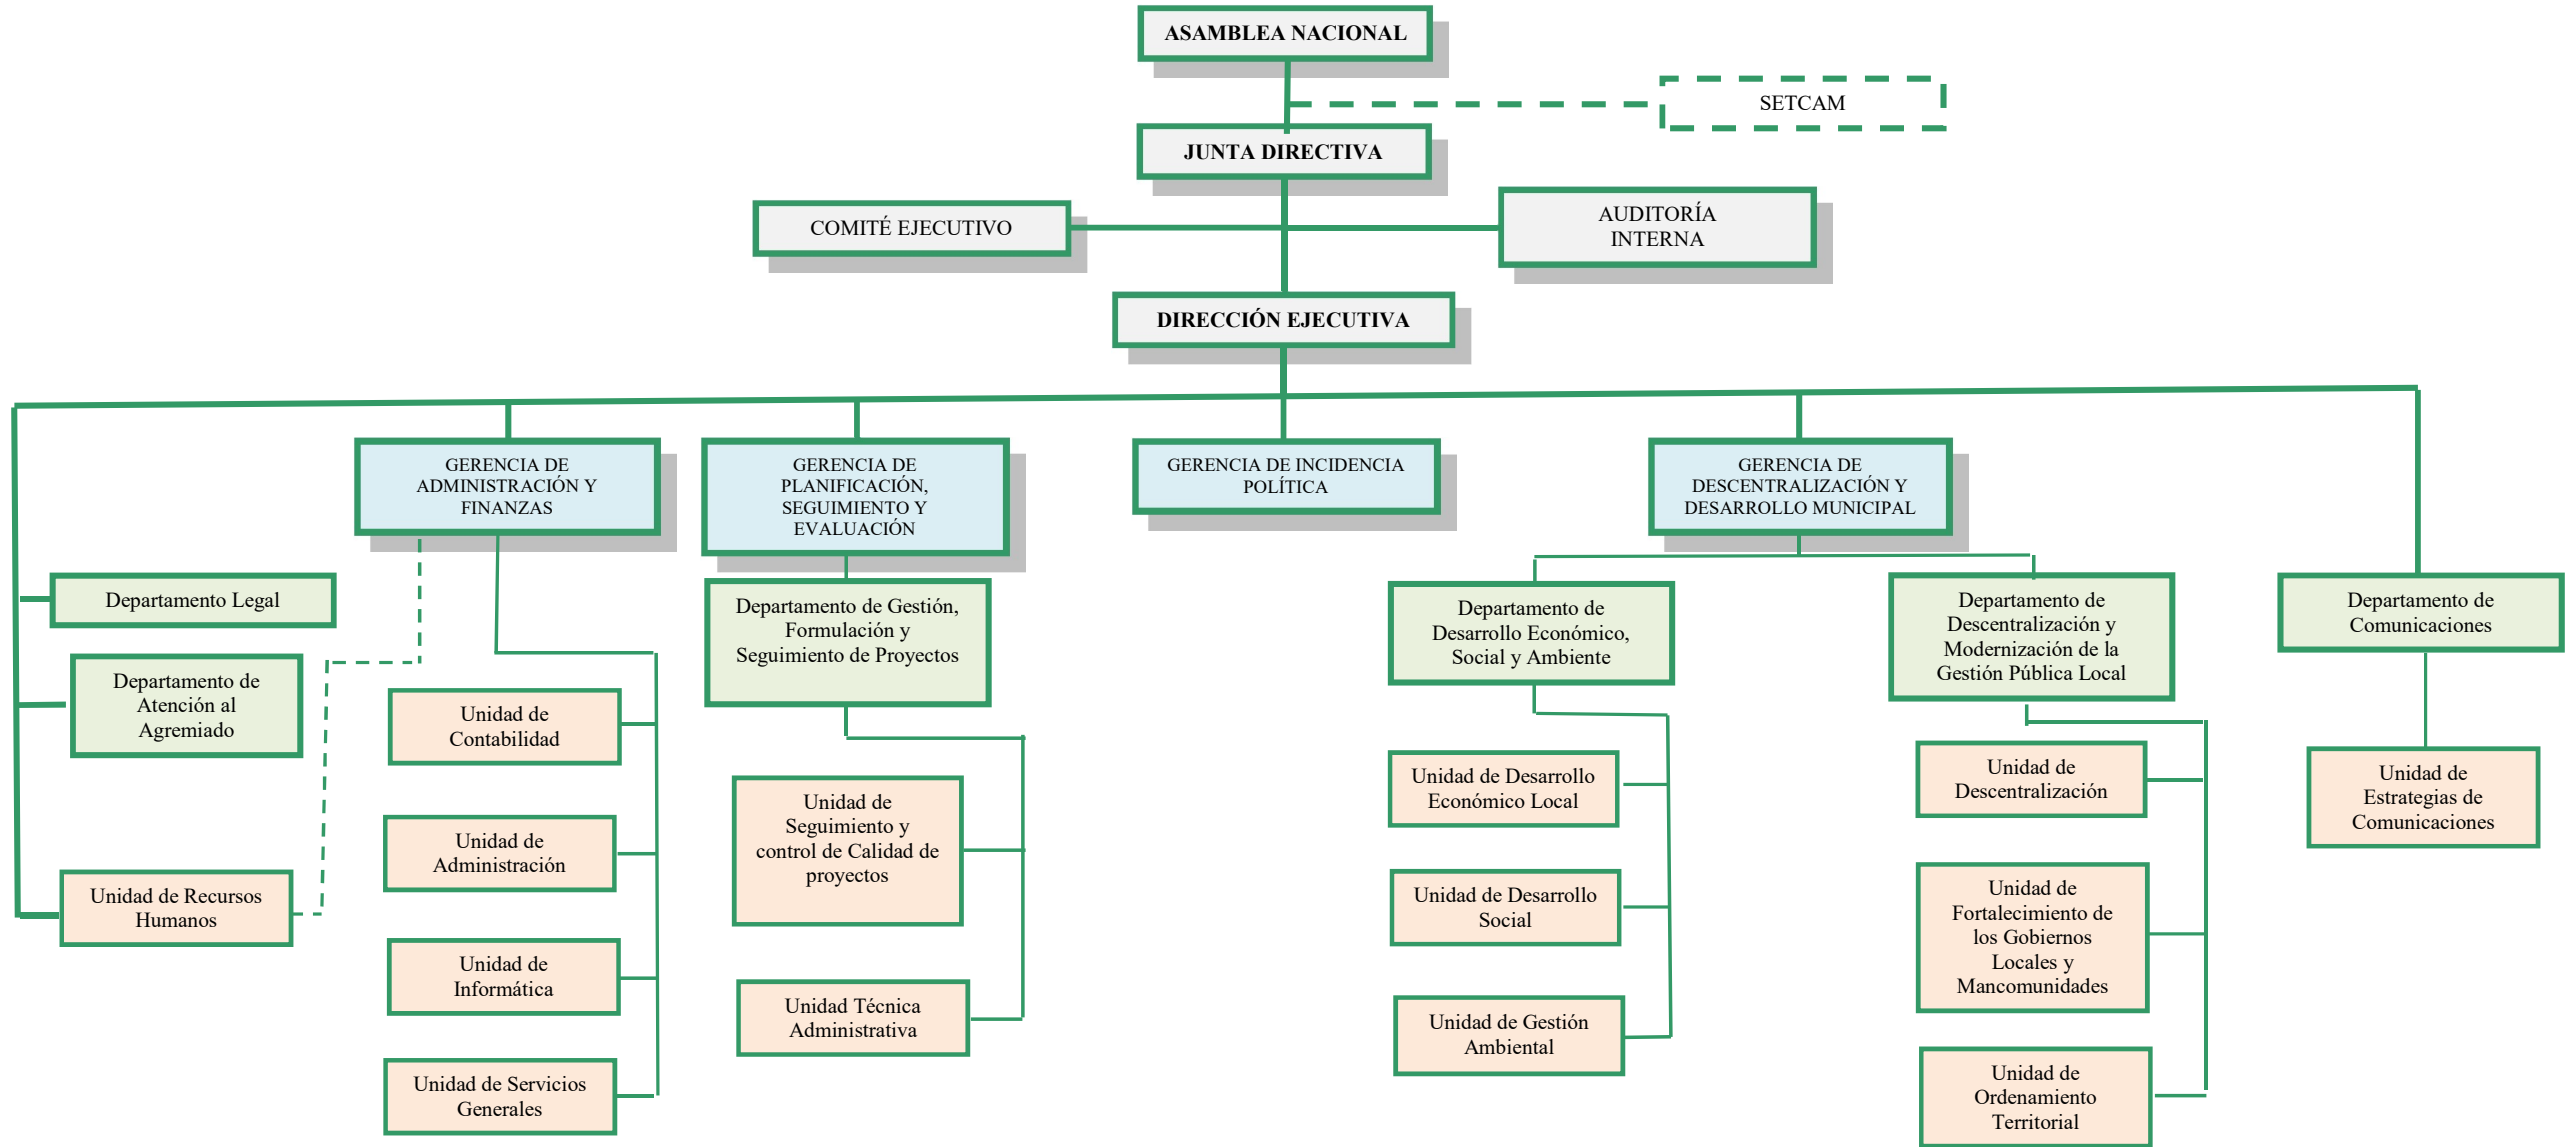 ASAMBLEA NACIONAL
SETCAM
JUNTA DIRECTIVA
COMITÉ EJECUTIVO
AUDITORÍA
INTERNA
DIRECCIÓN EJECUTIVA
GERENCIA DE
ADMINISTRACIÓN Y
FINANZAS
GERENCIA DE
PLANIFICACIÓN,
SEGUIMIENTO Y
EVALUACIÓN
GERENCIA DE INCIDENCIA
POLÍTICA
GERENCIA DE
DESCENTRALIZACIÓN Y
DESARROLLO MUNICIPAL
Departamento Legal
Departamento de
Atención al
Agremiado
Unidad de Recursos
Humanos
Unidad de
Contabilidad
Unidad de
Administración
Unidad de
Informática
Unidad de Servicios
Generales
Departamento de Gestión,
Formulación y
Seguimiento de Proyectos
Unidad de
Seguimiento y
control de Calidad de
proyectos
Unidad Técnica
Administrativa
Departamento de
Desarrollo Económico,
Social y Ambiente
Unidad de Desarrollo
Económico Local
Unidad de Desarrollo
Social
Unidad de Gestión
Ambiental
Departamento de
Descentralización y
Modernización de la
Gestión Pública Local
Unidad de
Descentralización
Unidad de
Fortalecimiento de
los Gobiernos
Locales y
Mancomunidades
Unidad de
Ordenamiento
Territorial
Departamento de
Comunicaciones
Unidad de
Estrategias de
Comunicaciones